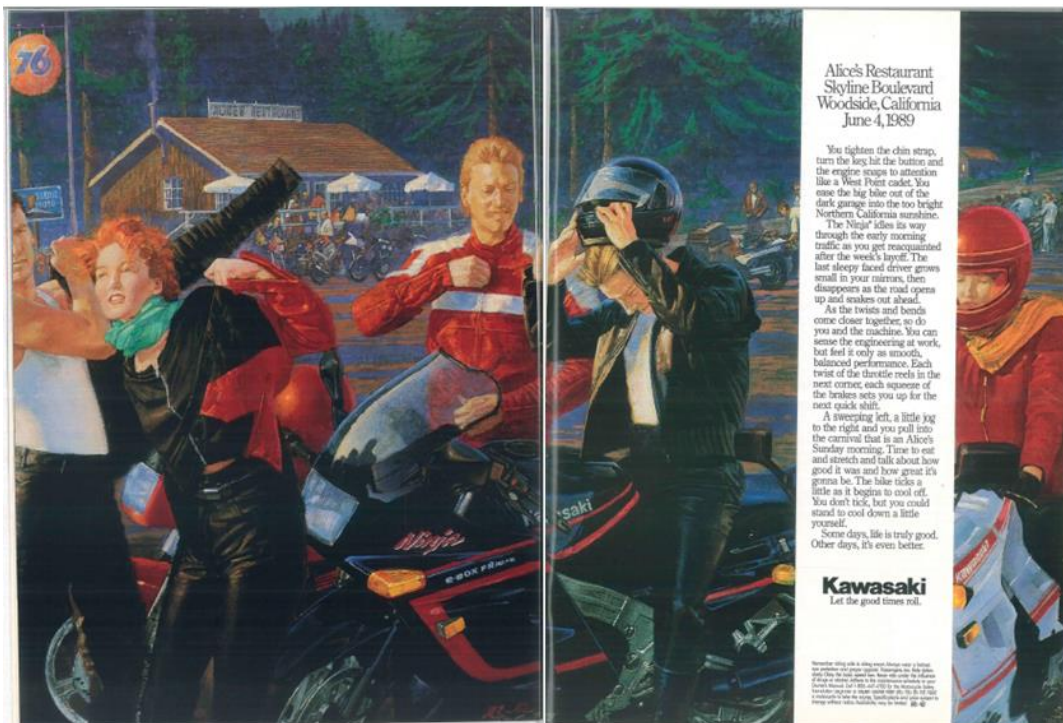 76
ALICE'S RESTAURANT
Ninja
E-BOX FRAME
Kawasaki
Alice's Restaurant
Skyline Boulevard
Woodside, California
June 4, 1989
You tighten the chin strap,
turn the key, hit the button and
the engine snaps to attention
like a West Point cadet. You
ease the big bike out of the
dark garage into the too bright
Northern California sunshine.
The Ninja® idles its way
through the early morning
traffic as you get reacquainted
after the week's layoff. The
last sleepy faced driver grows
small in your mirrors, then
disappears as the road opens
up and snakes out ahead.
As the twists and bends
come closer together, so do
you and the machine. You can
sense the engineering at work,
but feel it only as smooth,
balanced performance. Each
twist of the throttle reels in the
next corner, each squeeze of
the brakes sets you up for the
next quick shift.
A sweeping left, a little jog
to the right and you pull into
the carnival that is an Alice's
Sunday morning. Time to eat
and stretch and talk about how
good it was and how great it's
gonna be. The bike ticks a
little as it begins to cool off.
You don't tick, but you could
stand to cool down a little
yourself.
Some days, life is truly good.
Other days, it's even better.
Kawasaki
Let the good times roll.
KAWASAKI